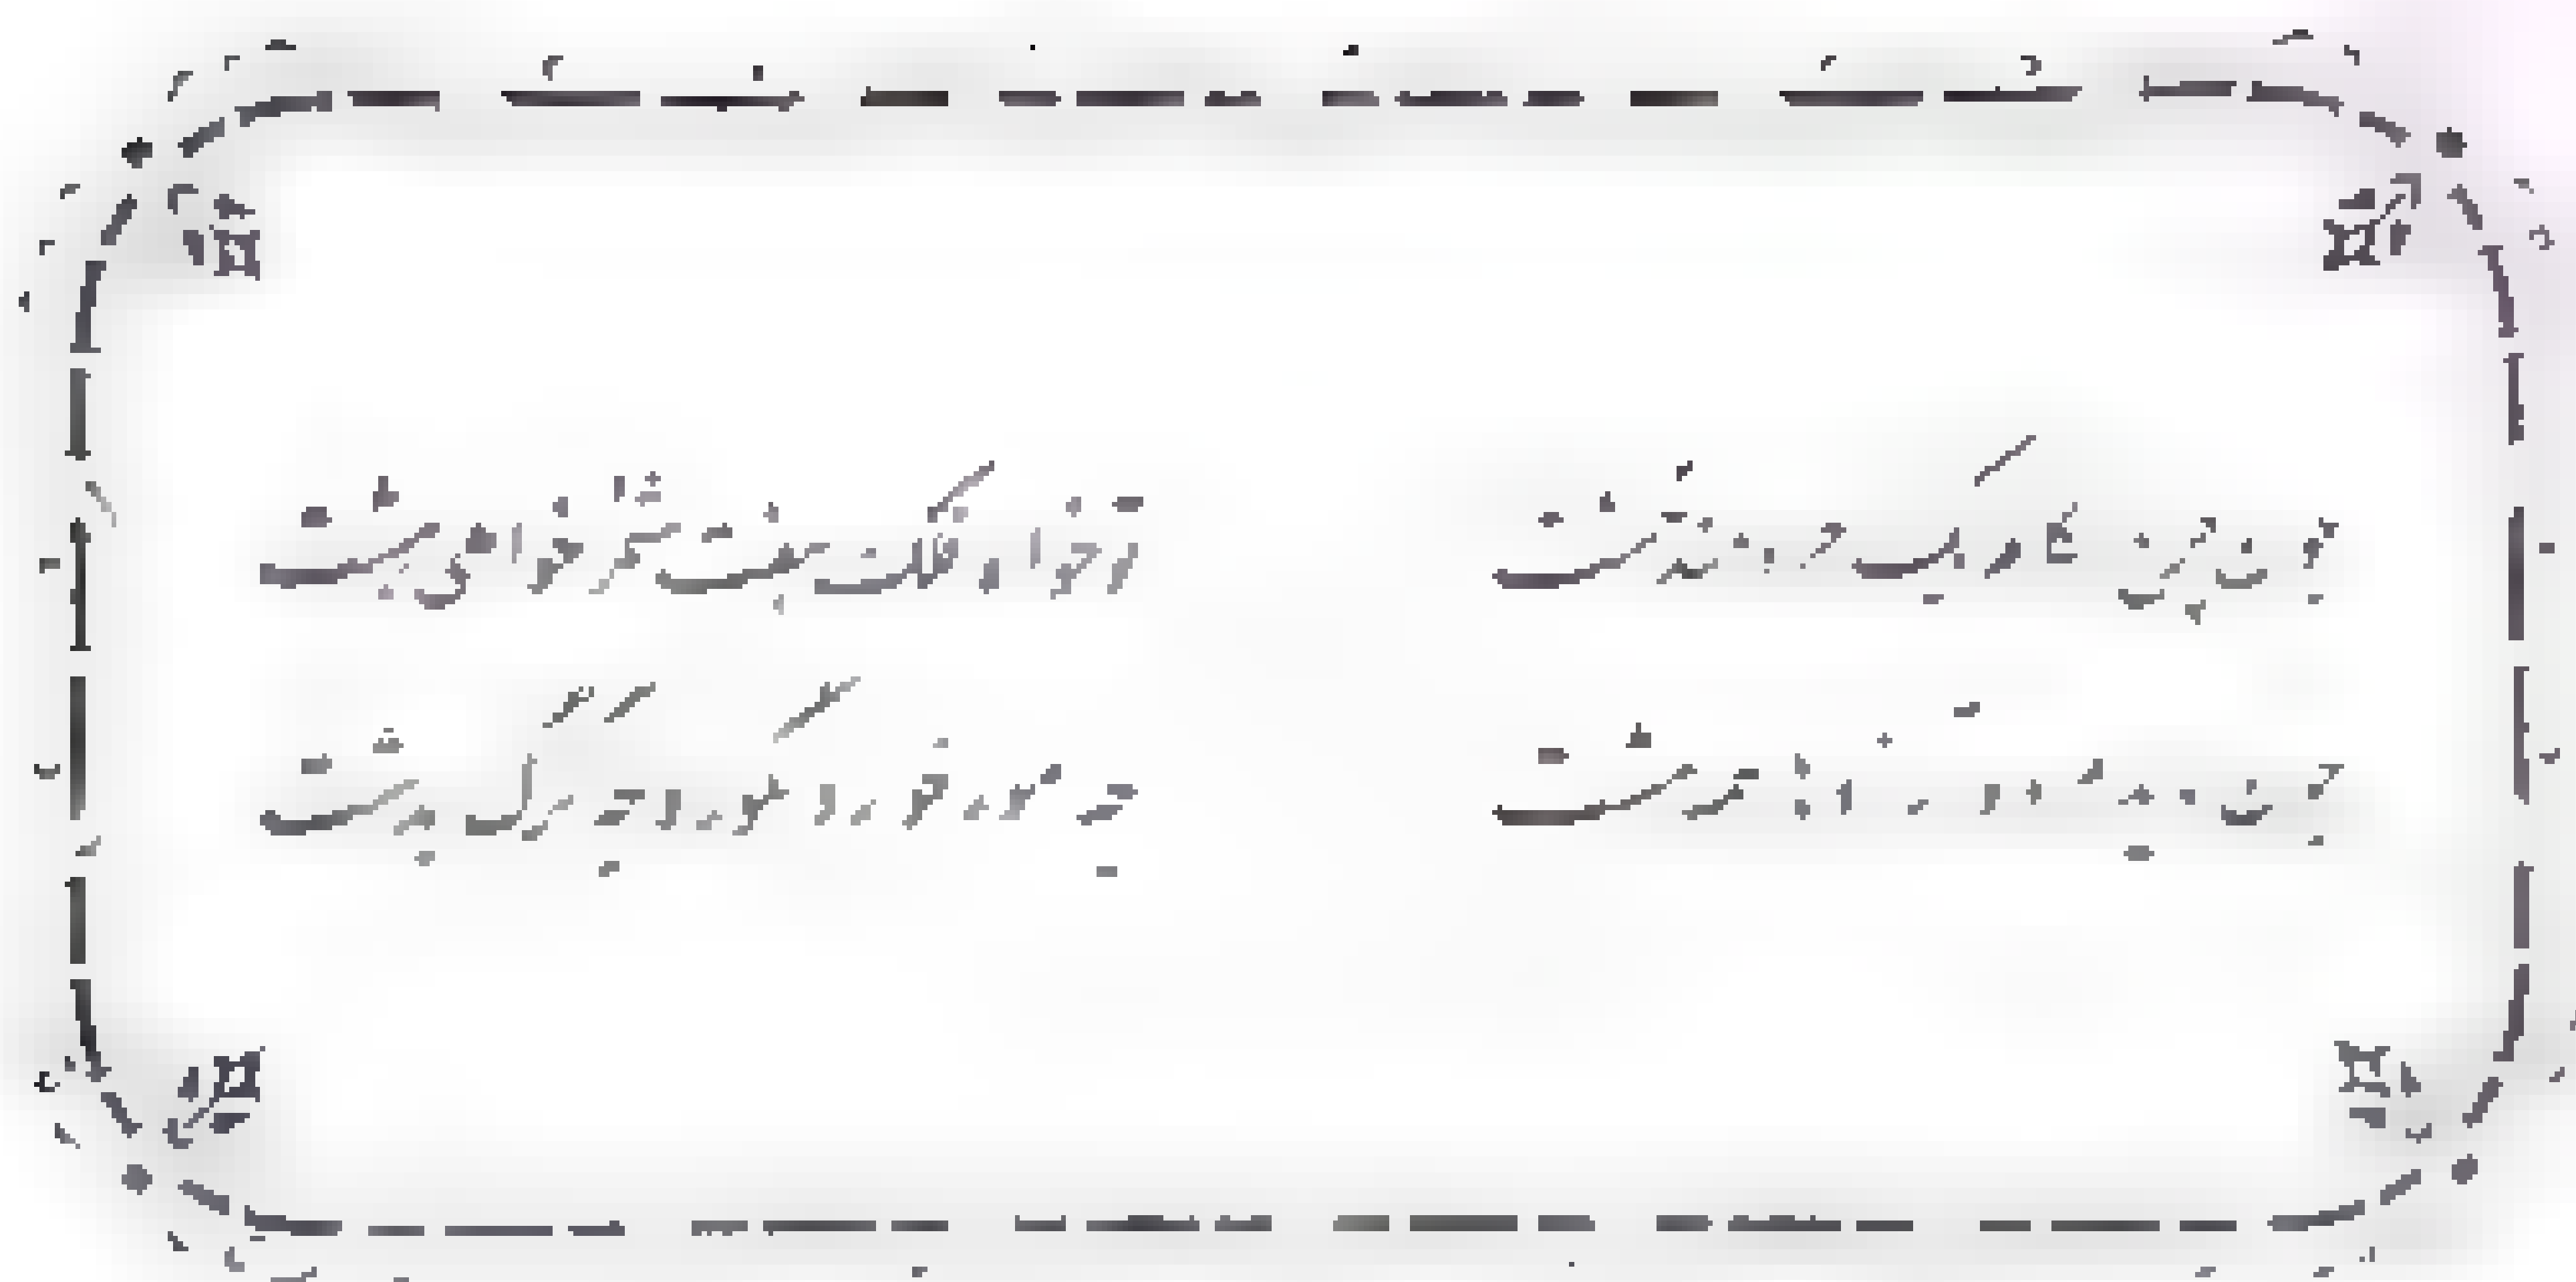 چون چرخ بکام یک خردمند نگشت تو خواه فلک هفت شمر خواهی هشت
چون باید مرد و آرزوها همه هشت چه مور خورد بگور و چه گرگ بدشت